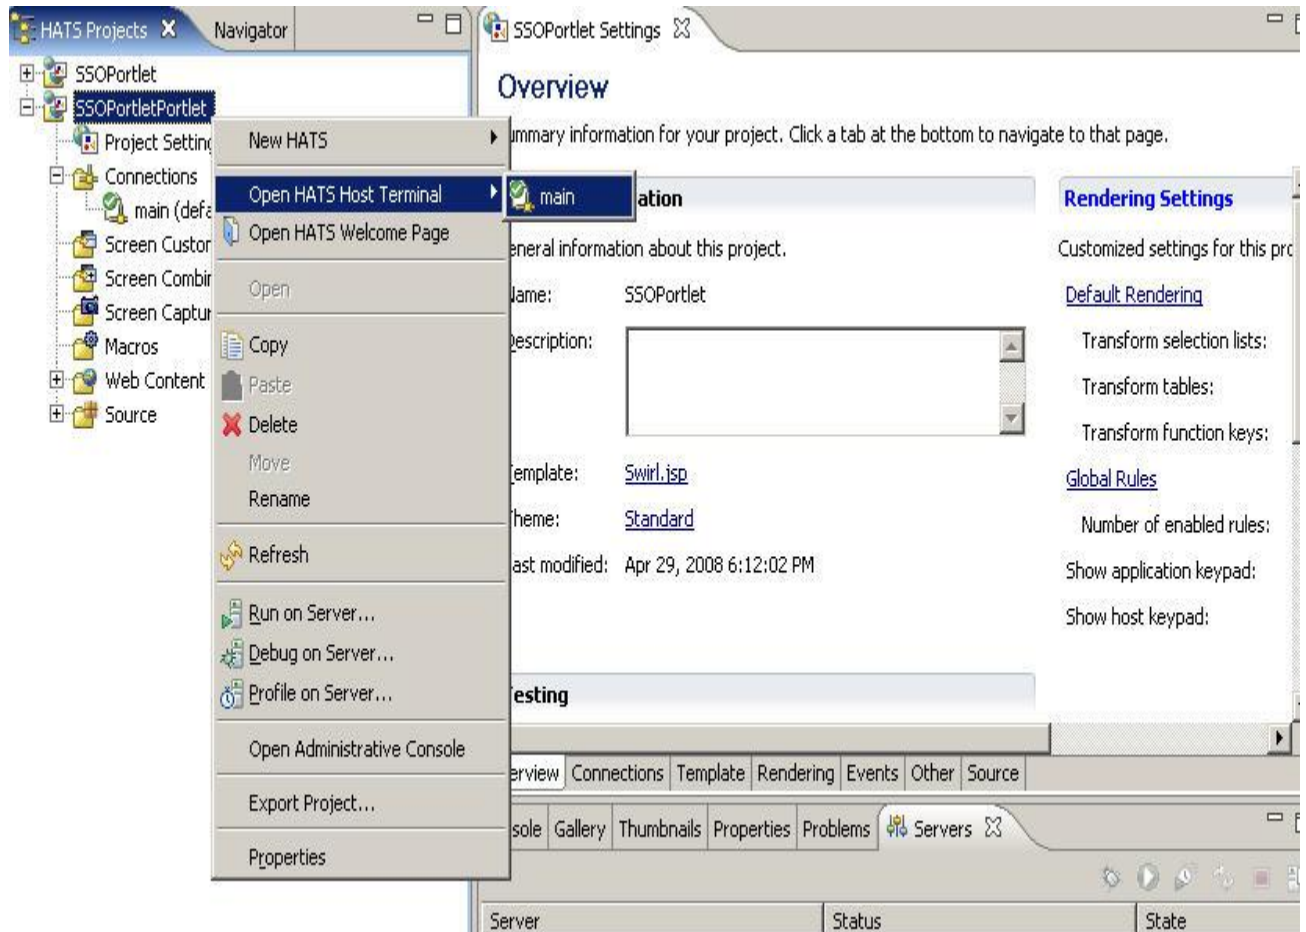 HATS Projects
Navigator
SSOPortlet
SSOPortletPortlet
Project Setting
Connections
main (defa
Screen Custor
Screen Combir
Screen Captur
Macros
Web Content
Source
New HATS
Open HATS Host Terminal
Open HATS Welcome Page
Open
Copy
Paste
Delete
Move
Rename
Refresh
Run on Server...
Debug on Server...
Profile on Server...
Open Administrative Console
Export Project...
Properties
main
SSOPortlet Settings
Overview
ummary information for your project. Click a tab at the bottom to navigate to that page.
ation
eneral information about this project.
Name: SSOPortlet
Description:
Template: Swirl.jsp
Theme: Standard
ast modified: Apr 29, 2008 6:12:02 PM
esting
Rendering Settings
Customized settings for this pro
Default Rendering
Transform selection lists:
Transform tables:
Transform function keys:
Global Rules
Number of enabled rules:
Show application keypad:
Show host keypad:
erview Connections Template Rendering Events Other Source
sole Gallery Thumbnails Properties Problems Servers
Server Status State